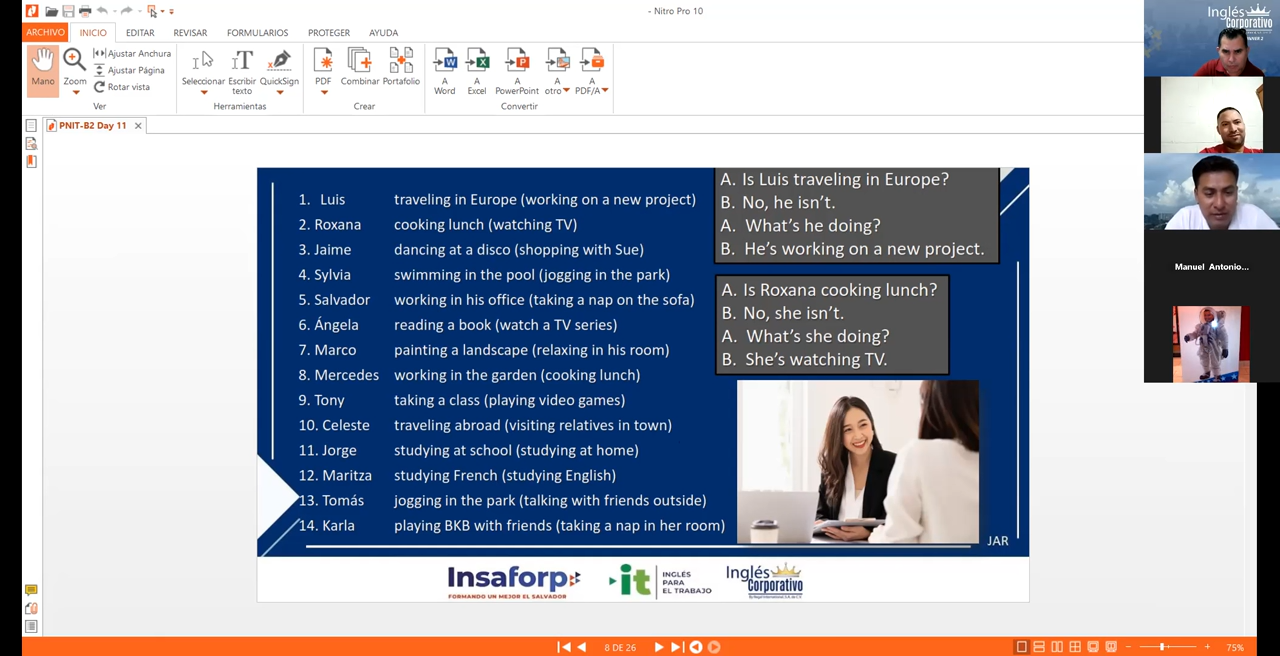 - Nitro Pro 10
ARCHIVO INICIO EDITAR REVISAR FORMULARIOS PROTEGER AYUDA
Mano
Zoom
Ajustar Anchura
Ajustar Página
Rotar vista
Ver
Seleccionar
Escribir texto
QuickSign
Herramientas
PDF
Combinar
Portafolio
Crear
A Word
A Excel
A PowerPoint
A otro
A PDF/A
Convertir
PNIT-B2 Day 11
1. Luis traveling in Europe (working on a new project)
2. Roxana cooking lunch (watching TV)
3. Jaime dancing at a disco (shopping with Sue)
4. Sylvia swimming in the pool (jogging in the park)
5. Salvador working in his office (taking a nap on the sofa)
6. Ángela reading a book (watch a TV series)
7. Marco painting a landscape (relaxing in his room)
8. Mercedes working in the garden (cooking lunch)
9. Tony taking a class (playing video games)
10. Celeste traveling abroad (visiting relatives in town)
11. Jorge studying at school (studying at home)
12. Maritza studying French (studying English)
13. Tomás jogging in the park (talking with friends outside)
14. Karla playing BKB with friends (taking a nap in her room)
A. Is Luis traveling in Europe?
B. No, he isn't.
A. What's he doing?
B. He's working on a new project.
A. Is Roxana cooking lunch?
B. No, she isn't.
A. What's she doing?
B. She's watching TV.
JAR
Insaforp
FORMANDO UN MEJOR EL SALVADOR
it
INGLÉS
PARA
EL TRABAJO
Inglés
Corporativo
Inglés
Corporativo
Manuel Antonio...
8 DE 26
75%